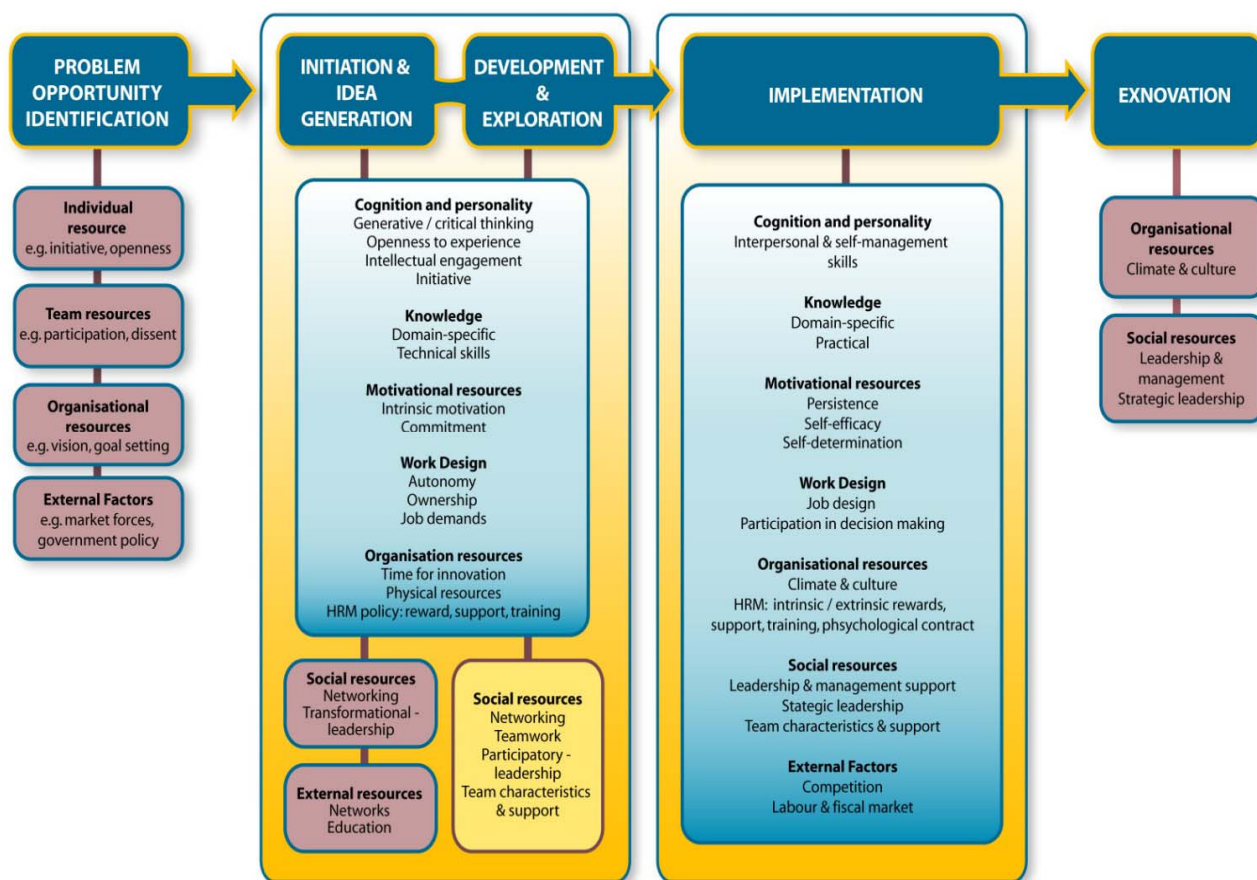 PROBLEM
OPPORTUNITY
IDENTIFICATION
Individual
resource
e.g. initiative, openness
Team resources
e.g. participation, dissent
Organisational
resources
e.g. vision, goal setting
External Factors
e.g. market forces,
government policy
INITIATION &
IDEA
GENERATION
DEVELOPMENT
&
EXPLORATION
Cognition and personality
Generative / critical thinking
Openness to experience
Intellectual engagement
Initiative
Knowledge
Domain-specific
Technical skills
Motivational resources
Intrinsic motivation
Commitment
Work Design
Autonomy
Ownership
Job demands
Organisation resources
Time for innovation
Physical resources
HRM policy: reward, support, training
Social resources
Networking
Transformational -
leadership
External resources
Networks
Education
Social resources
Networking
Teamwork
Participatory -
leadership
Team characteristics
& support
IMPLEMENTATION
Cognition and personality
Interpersonal & self-management
skills
Knowledge
Domain-specific
Practical
Motivational resources
Persistence
Self-efficacy
Self-determination
Work Design
Job design
Participation in decision making
Organisational resources
Climate & culture
HRM: intrinsic / extrinsic rewards,
support, training, phsychological contract
Social resources
Leadership & management support
Stategic leadership
Team characteristics & support
External Factors
Competition
Labour & fiscal market
EXNOVATION
Organisational
resources
Climate & culture
Social resources
Leadership &
management
Strategic leadership